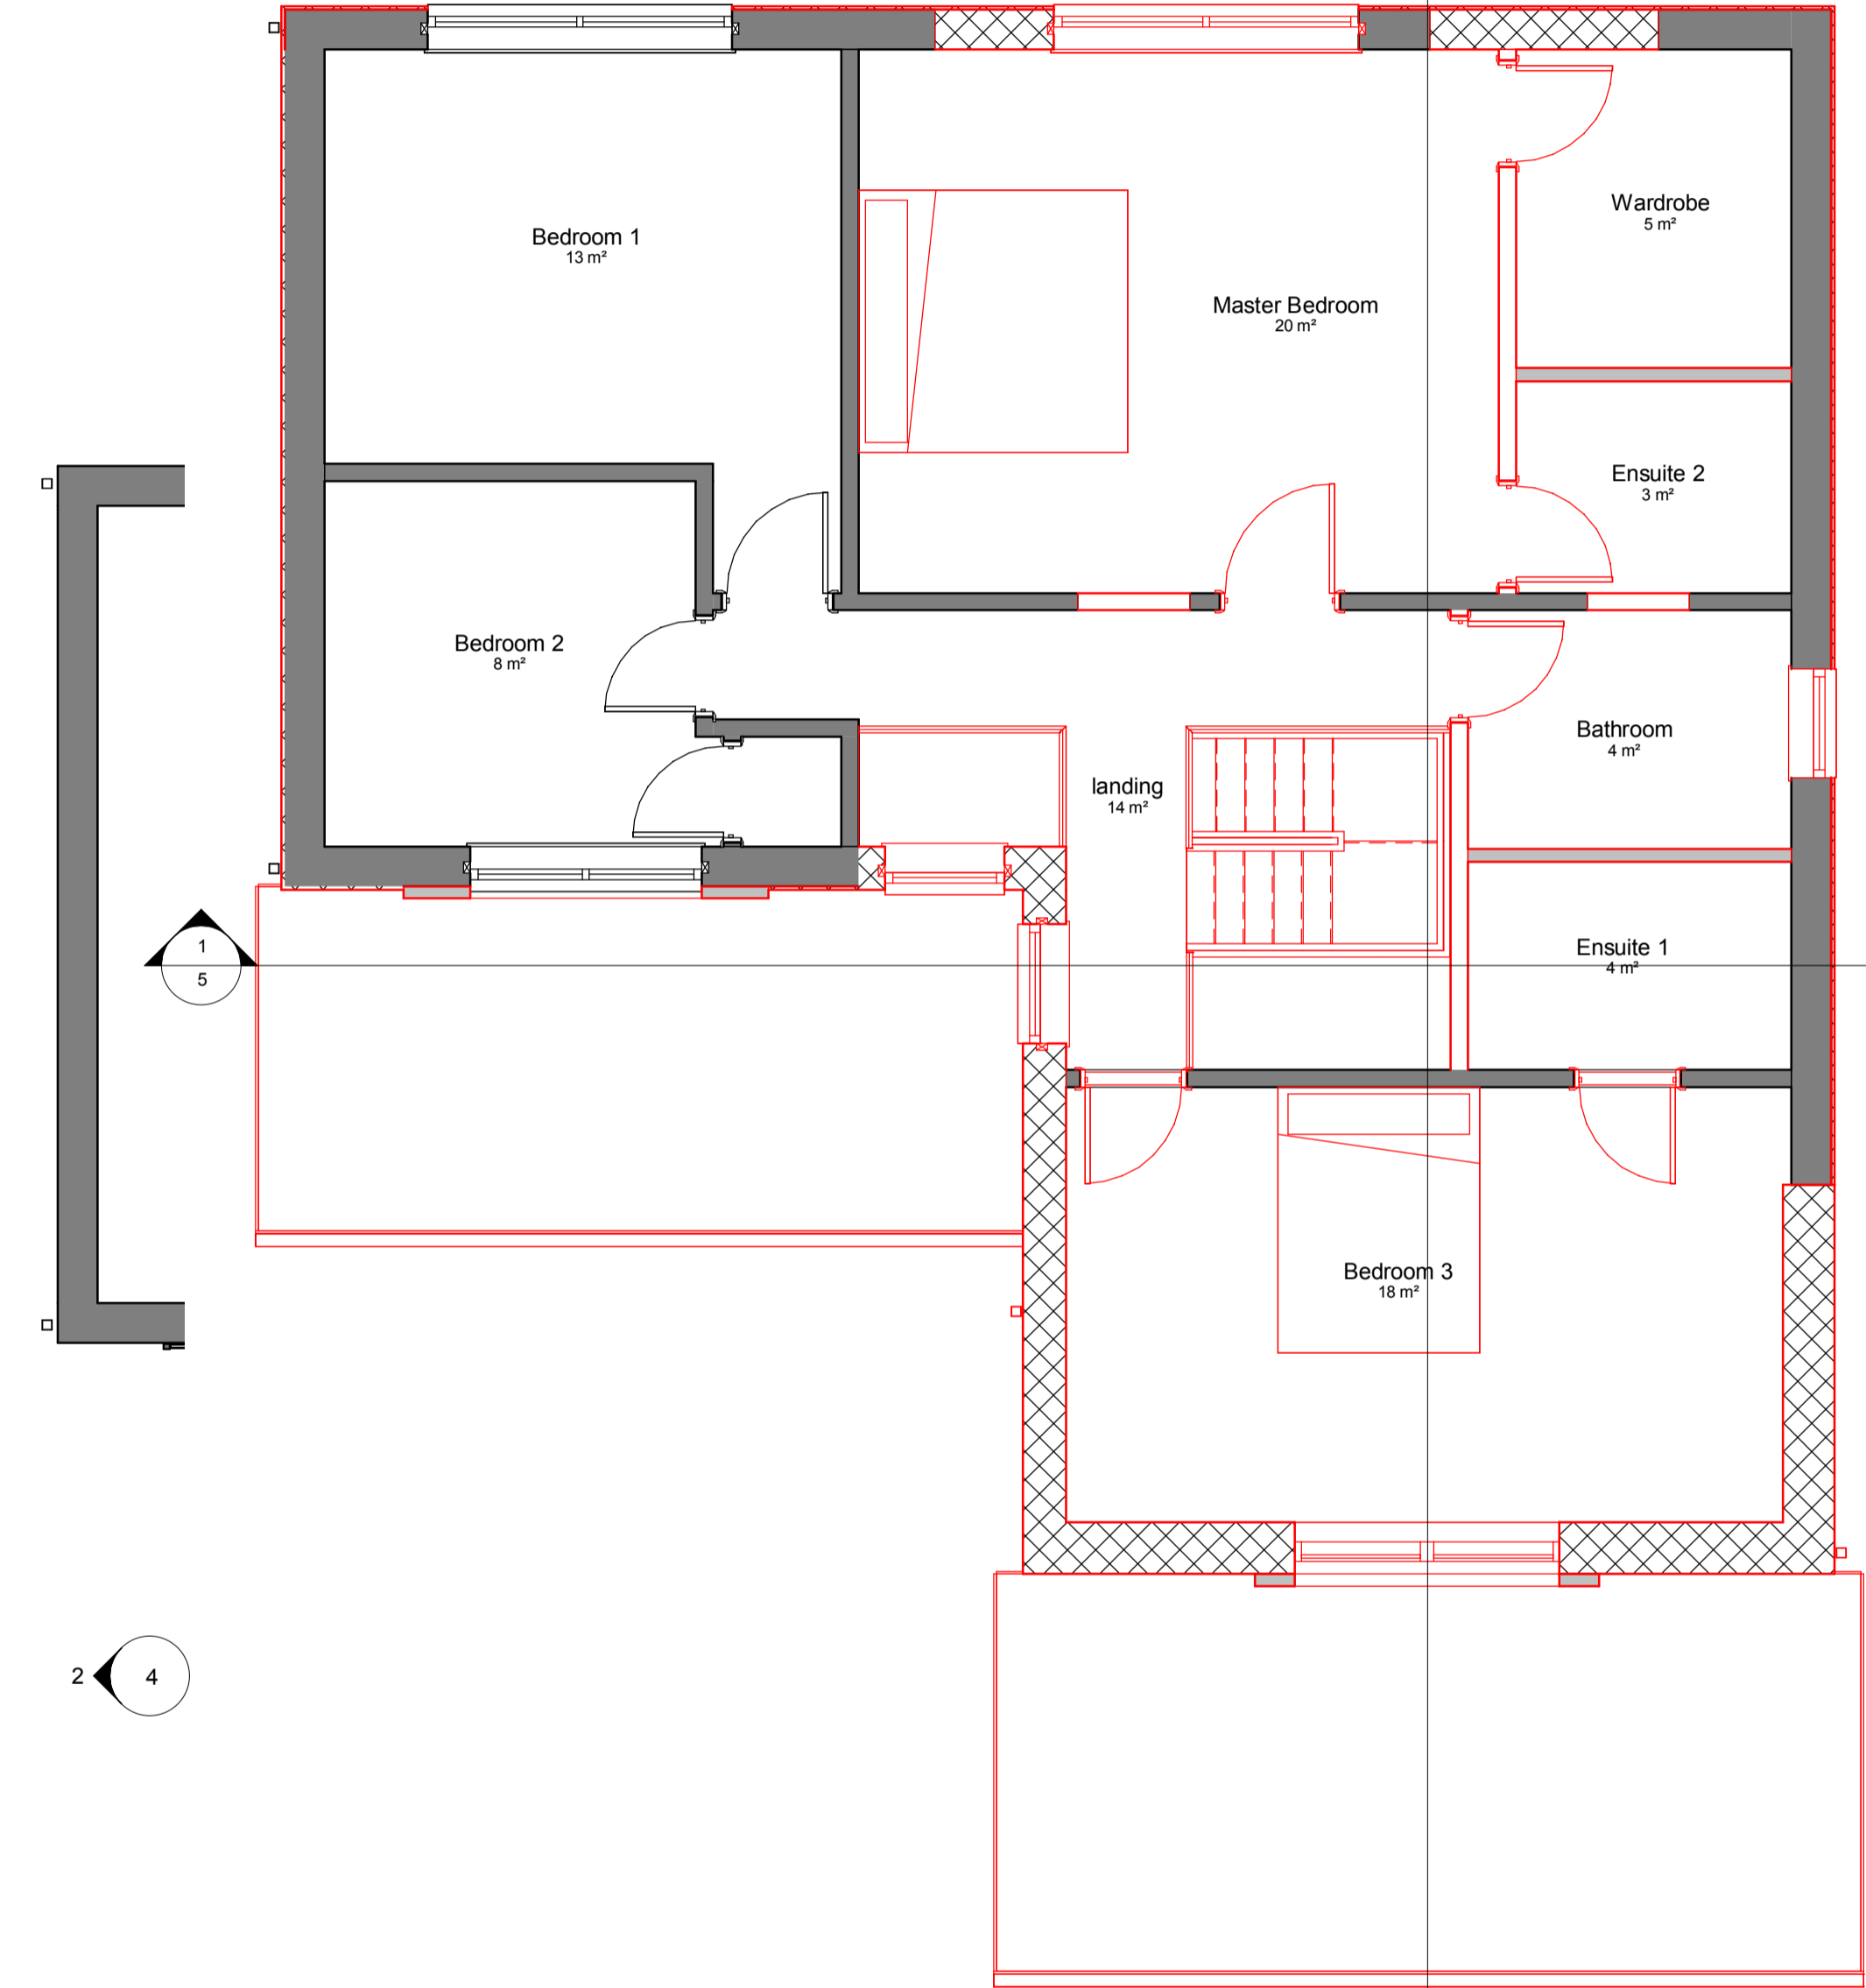 Wardrobe
5 m²
Bedroom 1
13 m²
Master Bedroom
20 m²
Ensuite 2
3 m²
Bedroom 2
8 m²
Bathroom
4 m²
landing
14 m²
1
5
Ensuite 1
4 m²
Bedroom 3
18 m²
2
4